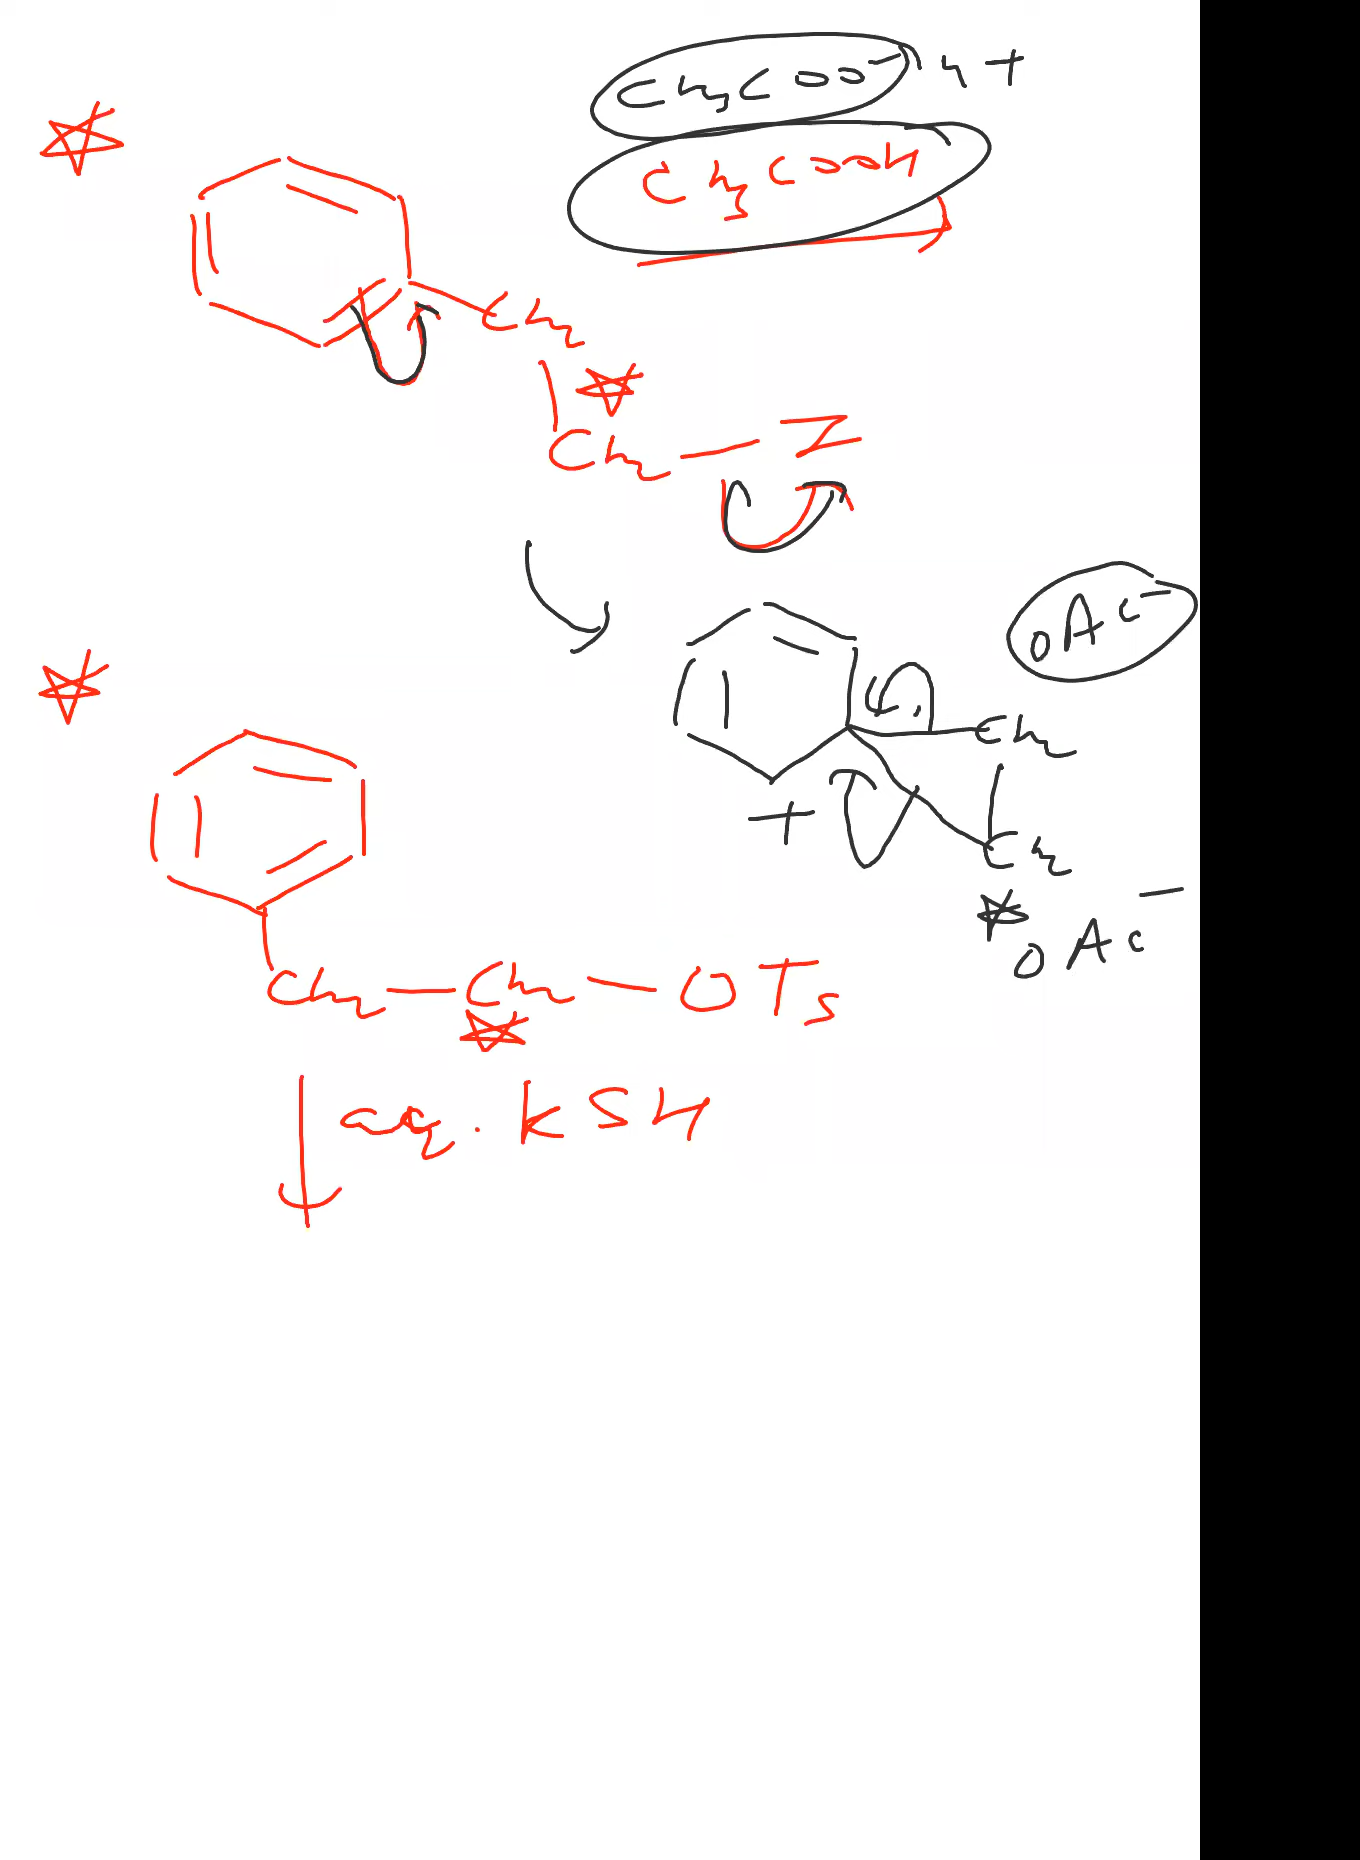 CH3COO- H+
CH3COOH
CH2
CH2 — Z
OAc-
CH2
+
CH2
OAc-
CH2 — CH2 — OTs
aq. KSH